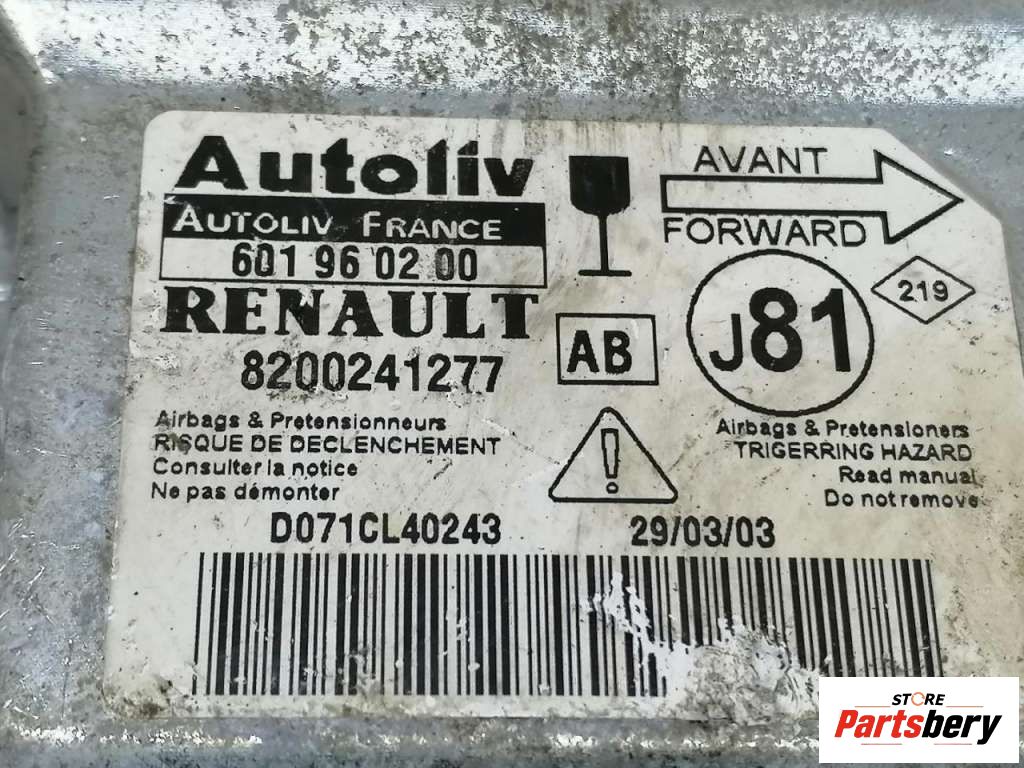 Autoliv
AUTOLIV FRANCE
601 96 02 00
RENAULT
8200241277
AVANT
FORWARD
AB
J81
219
Airbags & Pretensionneurs
RISQUE DE DECLENCHEMENT
Consulter la notice
Ne pas démonter
Airbags & Pretensioners
TRIGERRING HAZARD
Read manual
Do not remove
D071CL40243
29/03/03
STORE
Partsbery